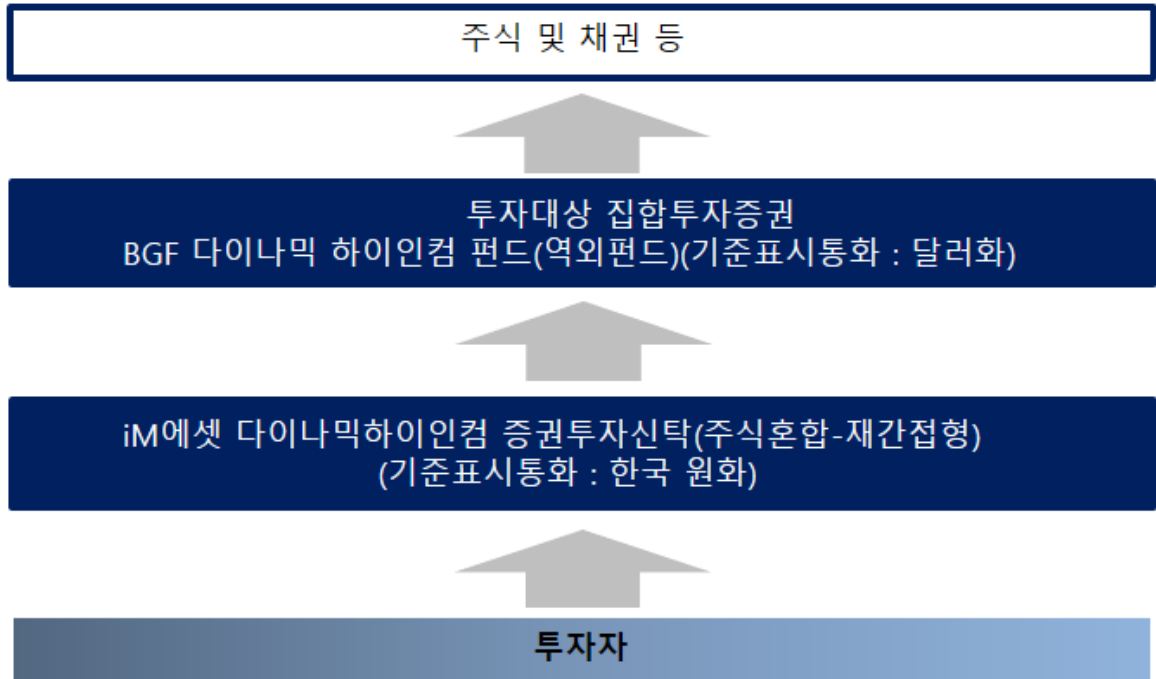 주식 및 채권 등
투자대상 집합투자증권
BGF 다이나믹 하이인컴 펀드(역외펀드)(기준표시통화 : 달러화)
iM에셋 다이나믹하이인컴 증권투자신탁(주식혼합-재간접형)
(기준표시통화 : 한국 원화)
투자자